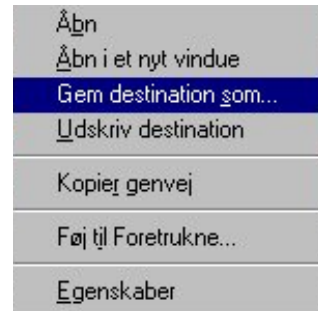 Åbn
Åbn i et nyt vindue
Gem destination som...
Udskriv destination
Kopier genvej
Føj til Foretrukne...
Egenskaber